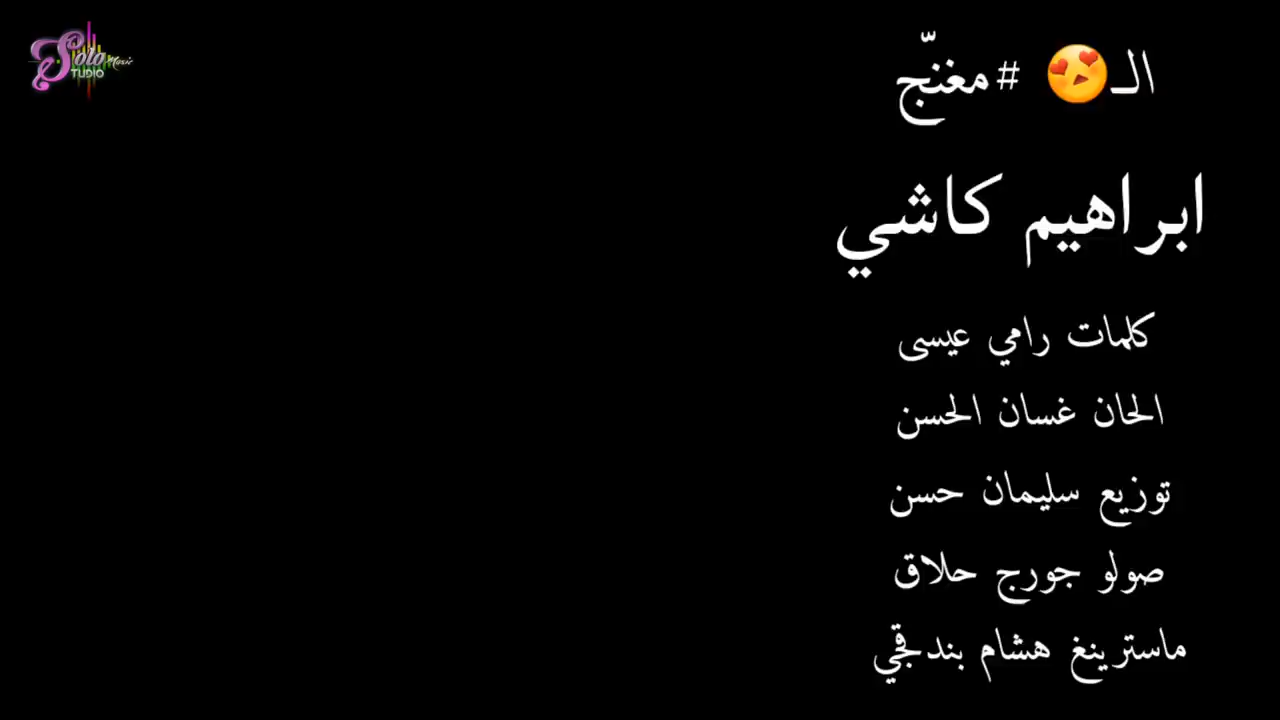 Solo Music
STUDIO
الـ😍 #مغنّج
ابراهيم كاشي
كلمات رامي عيسى
الحان غسان الحسن
توزيع سليمان حسن
صولو جورج حلاق
ماسترينغ هشام بندقجي